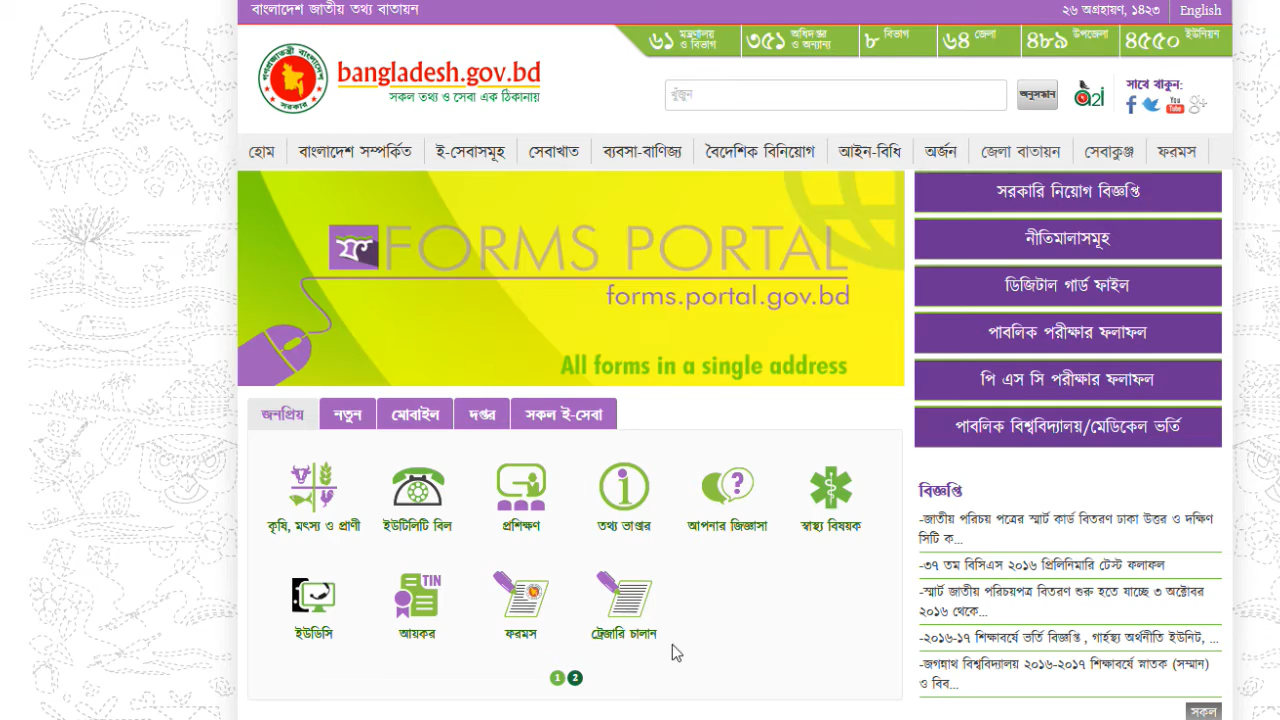 বাংলাদেশ জাতীয় তথ্য বাতায়ন
২৬ অগ্রহায়ণ, ১৪২৩ English
৬১ মন্ত্রণালয় ও বিভাগ
৩৫১ অধিদপ্তর ও অন্যান্য
৮ বিভাগ
৬৪ জেলা
৪৮৯ উপজেলা
৪৫৫০ ইউনিয়ন
bangladesh.gov.bd
সকল তথ্য ও সেবা এক ঠিকানায়
খুঁজুন
অনুসন্ধান
a2i
সাথে থাকুন:
You Tube
হোম বাংলাদেশ সম্পর্কিত ই-সেবাসমূহ সেবাখাত ব্যবসা-বাণিজ্য বৈদেশিক বিনিয়োগ আইন-বিধি অর্জন জেলা বাতায়ন সেবাকুঞ্জ ফরমস
ফ FORMS PORTAL
forms.portal.gov.bd
All forms in a single address
সরকারি নিয়োগ বিজ্ঞপ্তি
নীতিমালাসমূহ
ডিজিটাল গার্ড ফাইল
পাবলিক পরীক্ষার ফলাফল
পি এস সি পরীক্ষার ফলাফল
পাবলিক বিশ্ববিদ্যালয়/মেডিকেল ভর্তি
জনপ্রিয় নতুন মোবাইল দপ্তর সকল ই-সেবা
কৃষি, মৎস্য ও প্রাণী ইউটিলিটি বিল প্রশিক্ষণ তথ্য ভাণ্ডার আপনার জিজ্ঞাসা স্বাস্থ্য বিষয়ক
TIN
ইউডিসি আয়কর ফরমস ট্রেজারি চালান
1 2
বিজ্ঞপ্তি
-জাতীয় পরিচয় পত্রের স্মার্ট কার্ড বিতরণ ঢাকা উত্তর ও দক্ষিণ
সিটি ক...
-৩৭ তম বিসিএস ২০১৬ প্রিলিনিমারি টেস্ট ফলাফল
-স্মার্ট জাতীয় পরিচয়পত্র বিতরণ শুরু হতে যাচ্ছে ৩ অক্টোবর
২০১৬ থেকে...
-২০১৬-১৭ শিক্ষাবর্ষে ভর্তি বিজ্ঞপ্তি , গার্হস্থ্য অর্থনীতি ইউনিট, ...
-জগন্নাথ বিশ্ববিদ্যালয় ২০১৬-২০১৭ শিক্ষাবর্ষে স্নাতক (সম্মান)
ও বিব...
সকল